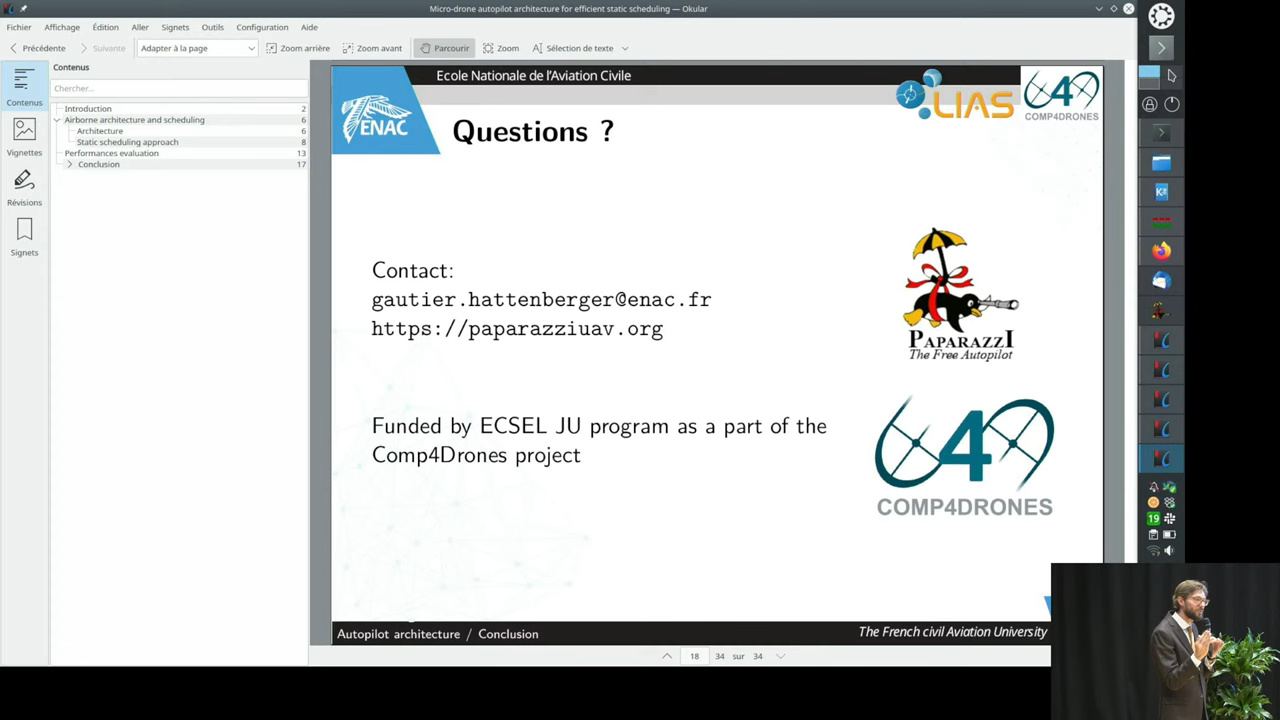 Micro-drone autopilot architecture for efficient static scheduling — Okular
Fichier Affichage Édition Aller Signets Outils Configuration Aide
Précédente Suivante Adapter à la page Zoom arrière Zoom avant Parcourir Zoom Sélection de texte
Contenus
Chercher...
Introduction 2
Airborne architecture and scheduling 6
Architecture 6
Static scheduling approach 8
Performances evaluation 13
Conclusion 17
Contenus
Vignettes
Révisions
Signets
Ecole Nationale de l'Aviation Civile
ENAC
LIAS
4
COMP4DRONES
Questions ?
Contact:
gautier.hattenberger@enac.fr
https://paparazziuav.org
PAPARAZZI
The Free Autopilot
Funded by ECSEL JU program as a part of the
Comp4Drones project
4
COMP4DRONES
Autopilot architecture / Conclusion
The French civil Aviation University
18 34 sur 34
19